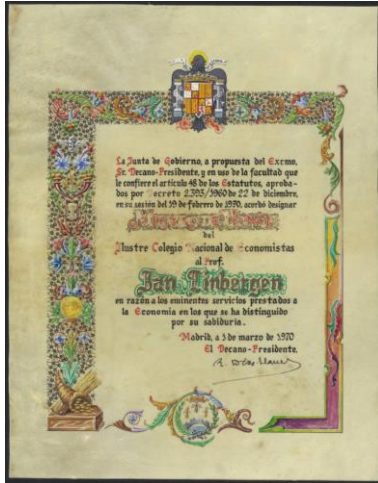 La Junta de Gobierno, a propuesta del Excmo.
Sr. Decano-Presidente, y en uso de la facultad que
le confiere el artículo 48 de los Estatutos, aproba-
dos por Decreto 2.393/1960 de 22 de diciembre,
en su sesión del 19 de febrero de 1970, acordó designar
del
Ilustre Colegio Nacional de Economistas
al Prof.
Jan Tinbergen
en razón a los eminentes servicios prestados a
la Economía en los que se ha distinguido
por su sabiduría.
Madrid, a 3 de marzo de 1970
El Decano-Presidente,